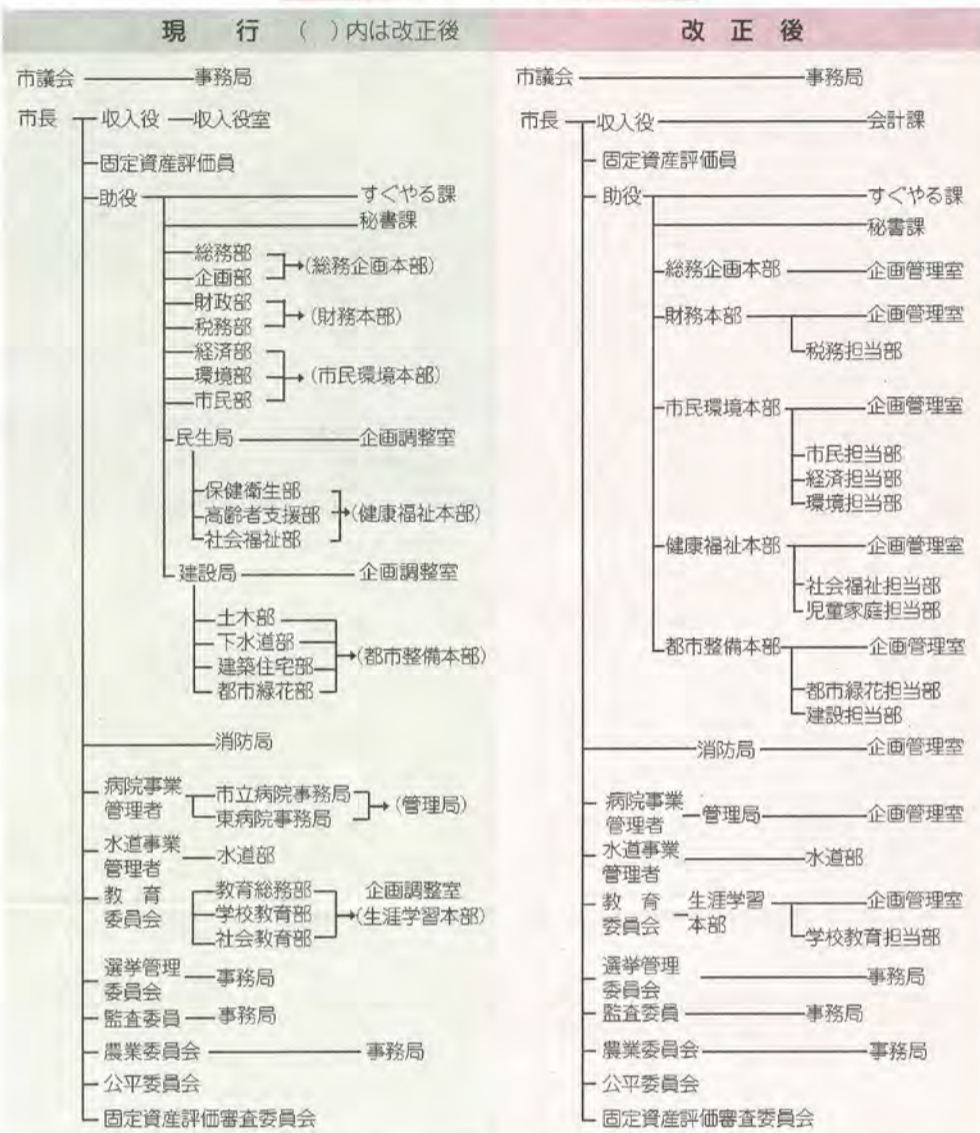 現 行 ( )内は改正後
市議会 事務局
市長 収入役 収入役室
固定資産評価員
助役 すぐやる課
秘書課
総務部
企画部
(総務企画本部)
財政部
税務部
(財務本部)
経済部
環境部 (市民環境本部)
市民部
民生局 企画調整室
保健衛生部
高齢者支援部 (健康福祉本部)
社会福祉部
建設局 企画調整室
土木部
下水道部
建築住宅部
都市緑花部
(都市整備本部)
消防局
病院事業
管理者
市立病院事務局
東病院事務局
(管理局)
水道事業
管理者
水道部
教 育
委員会
教育総務部 企画調整室
学校教育部 (生涯学習本部)
社会教育部
選挙管理
委員会
事務局
監査委員 事務局
農業委員会 事務局
公平委員会
固定資産評価審査委員会
改 正 後
市議会 事務局
市長 収入役 会計課
固定資産評価員
助役 すぐやる課
秘書課
総務企画本部 企画管理室
財務本部 企画管理室
税務担当部
市民環境本部 企画管理室
市民担当部
経済担当部
環境担当部
健康福祉本部 企画管理室
社会福祉担当部
児童家庭担当部
都市整備本部 企画管理室
都市緑花担当部
建設担当部
消防局 企画管理室
病院事業
管理者
管理局 企画管理室
水道事業
管理者
水道部
教 育
委員会
生涯学習
本部
企画管理室
学校教育担当部
選挙管理
委員会
事務局
監査委員 事務局
農業委員会 事務局
公平委員会
固定資産評価審査委員会